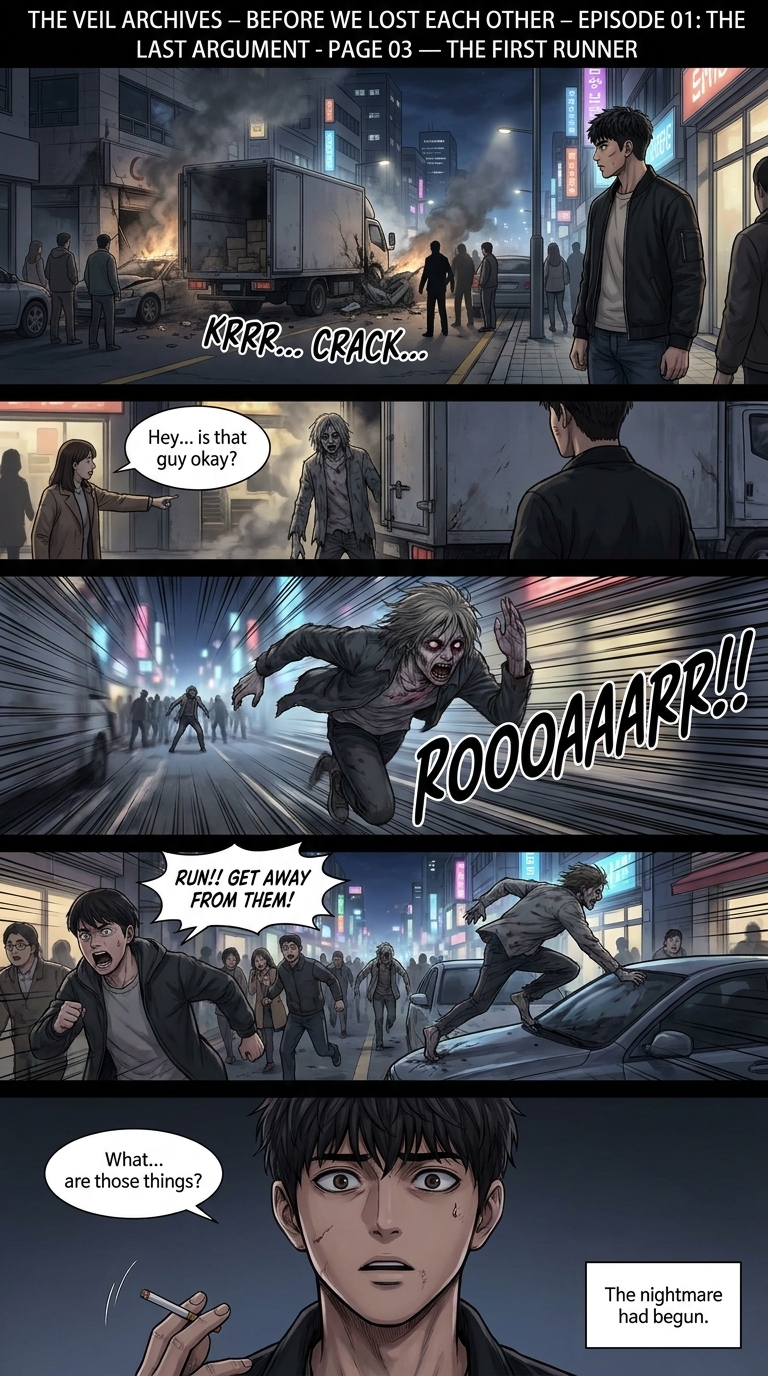 THE VEIL ARCHIVES – BEFORE WE LOST EACH OTHER – EPISODE 01: THE
LAST ARGUMENT - PAGE 03 — THE FIRST RUNNER
KRRR... CRACK...
Hey... is that
guy okay?
ROOOAAARR!!
RUN!! GET AWAY
FROM THEM!
What...
are those things?
The nightmare
had begun.